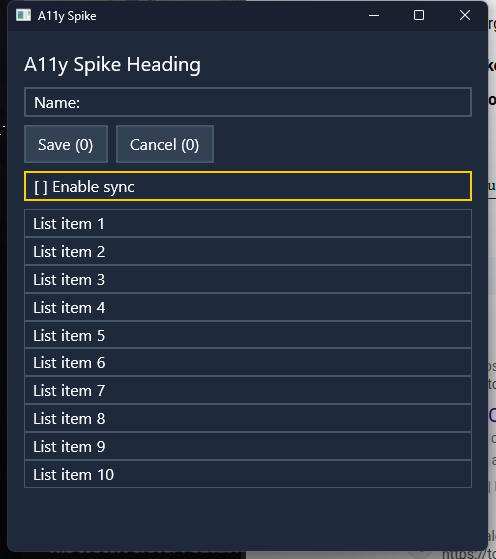 A11y Spike
A11y Spike Heading
Name:
Save (0) Cancel (0)
[ ] Enable sync
List item 1
List item 2
List item 3
List item 4
List item 5
List item 6
List item 7
List item 8
List item 9
List item 10